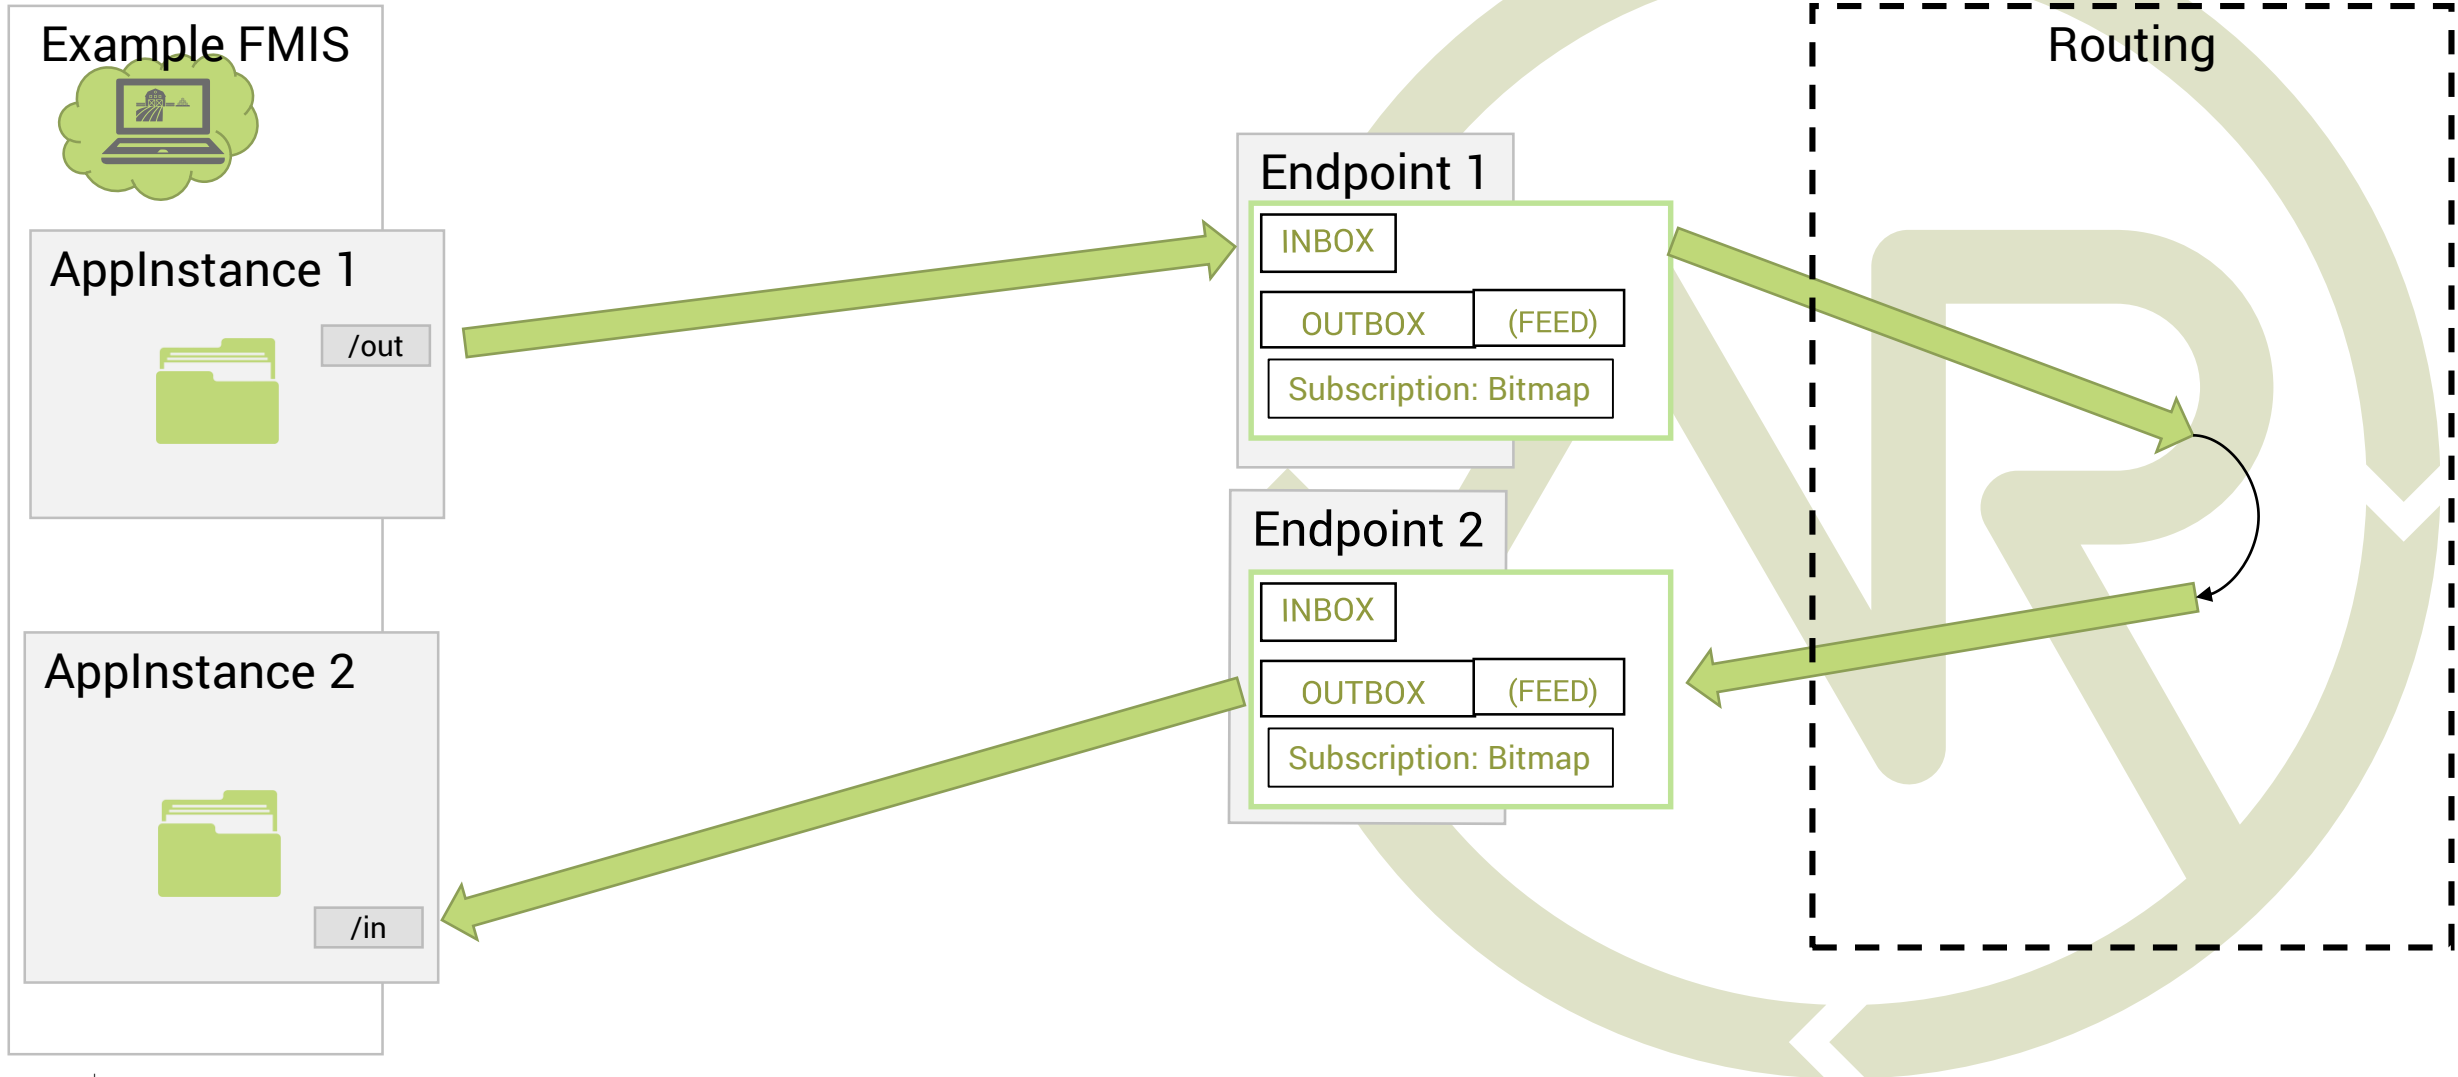 Example FMIS
Routing
Endpoint 1
INBOX
AppInstance 1
OUTBOX
(FEED)
/out
Subscription: Bitmap
Endpoint 2
INBOX
AppInstance 2
OUTBOX
(FEED)
Subscription: Bitmap
/in